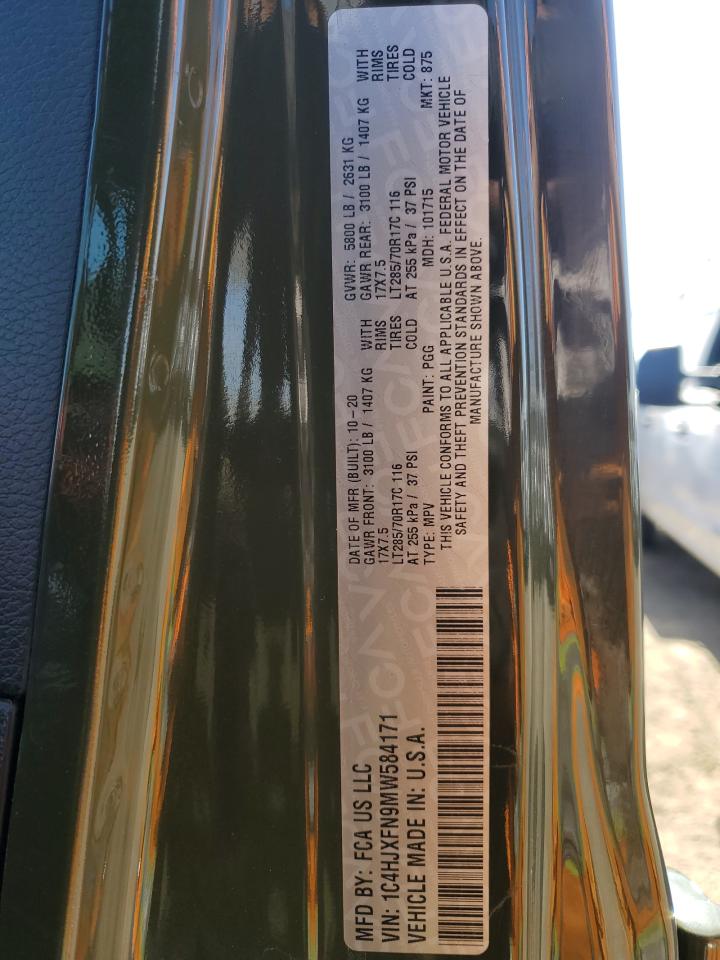 MFD BY: FCA US LLC
VIN: 1C4HJXFN9MW584171
VEHICLE MADE IN: U.S.A.
DATE OF MFR (BUILT): 10-20 GVWR: 5800 LB / 2631 KG
GAWR FRONT: 3100 LB / 1407 KG WITH GAWR REAR: 3100 LB / 1407 KG WITH
17X7.5 RIMS 17X7.5 RIMS
LT285/70R17C 116 TIRES LT285/70R17C 116 TIRES
AT 255 kPa / 37 PSI COLD AT 255 kPa / 37 PSI COLD
TYPE: MPV PAINT: PGG MDH: 101715 MKT: 875
THIS VEHICLE CONFORMS TO ALL APPLICABLE U.S.A. FEDERAL MOTOR VEHICLE
SAFETY AND THEFT PREVENTION STANDARDS IN EFFECT ON THE DATE OF
MANUFACTURE SHOWN ABOVE.